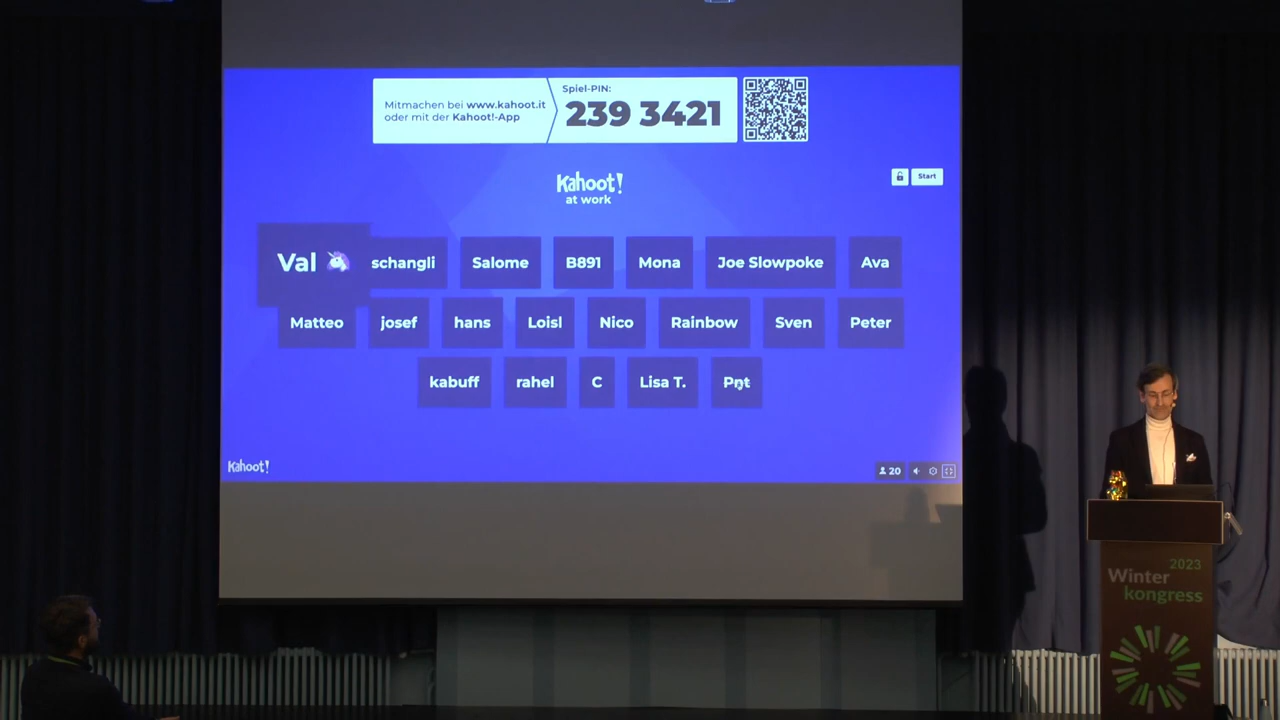 Mitmachen bei www.kahoot.it
oder mit der Kahoot!-App
Spiel-PIN:
239 3421
Kahoot!
at work
Start
Val schangli Salome B891 Mona Joe Slowpoke Ava
Matteo josef hans Loisl Nico Rainbow Sven Peter
kabuff rahel C Lisa T.
Kahoot!
20
2023
Winter
kongress